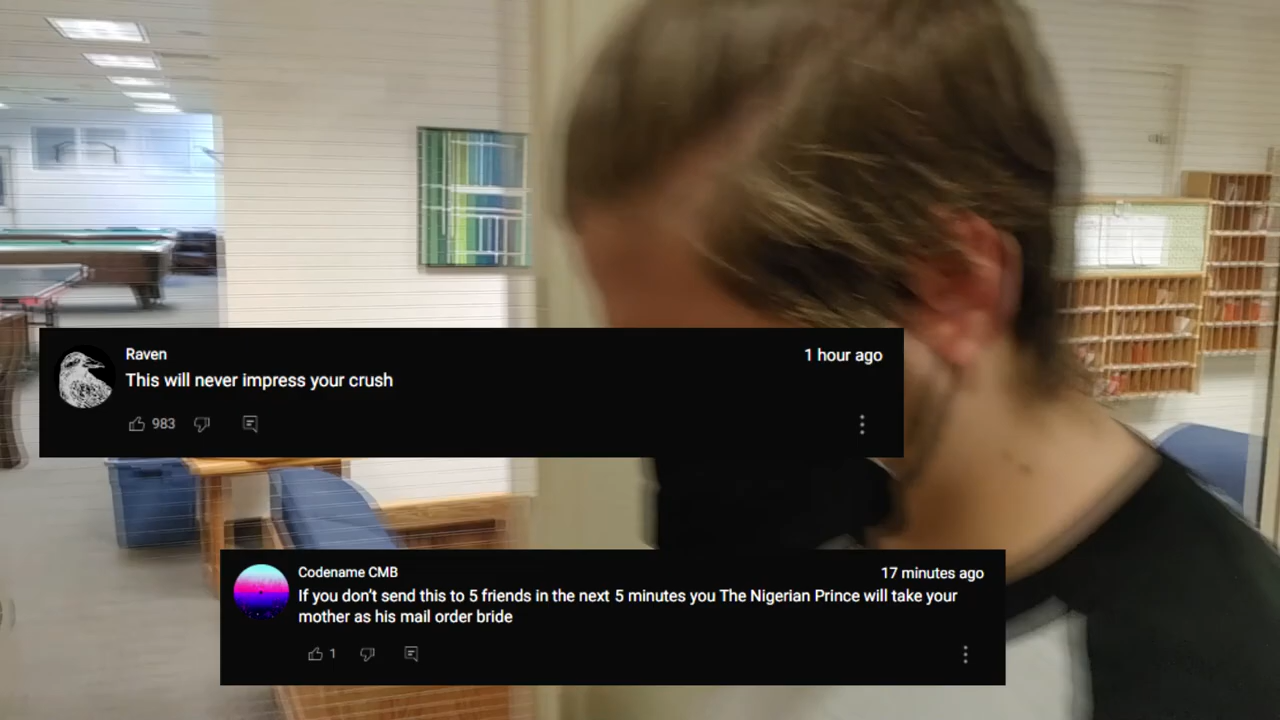 Raven
1 hour ago
This will never impress your crush
983
Codename CMB
17 minutes ago
If you don't send this to 5 friends in the next 5 minutes you The Nigerian Prince will take your
mother as his mail order bride
1